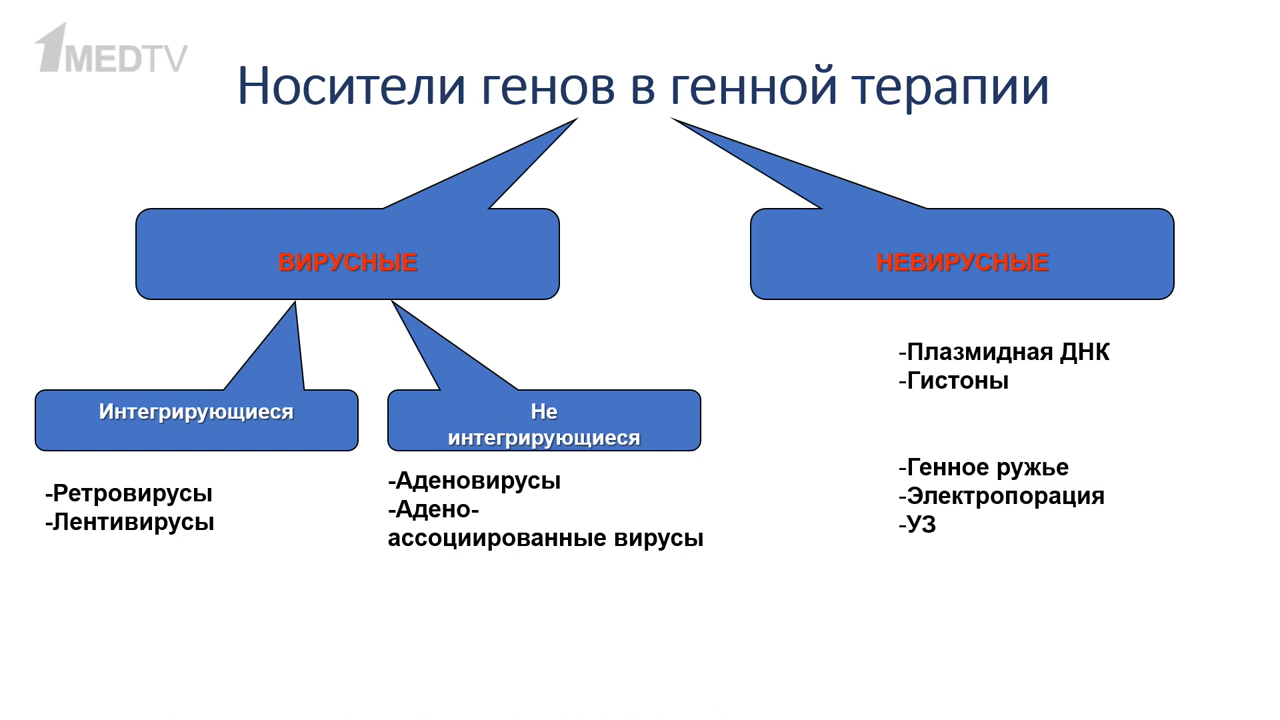 1MEDTV
Носители генов в генной терапии
ВИРУСНЫЕ
НЕВИРУСНЫЕ
Интегрирующиеся
Не
интегрирующиеся
-Ретровирусы
-Лентивирусы
-Аденовирусы
-Адено-
ассоциированные вирусы
-Плазмидная ДНК
-Гистоны
-Генное ружье
-Электропорация
-УЗ